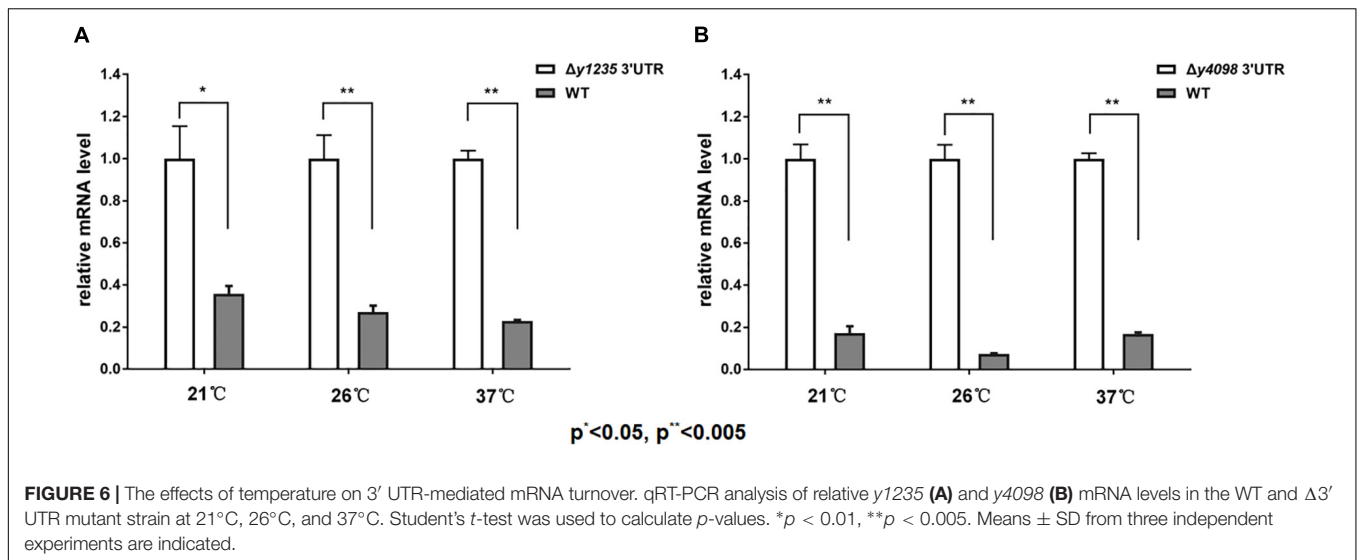 A
B
Δy1235 3'UTR
WT
Δy4098 3'UTR
WT
relative mRNA level
1.4
1.2
1.0
0.8
0.6
0.4
0.2
0.0
* ** **
21℃ 26℃ 37℃
relative mRNA level
1.4
1.2
1.0
0.8
0.6
0.4
0.2
0.0
** ** **
21℃ 26℃ 37℃
p*<0.05, p**<0.005
FIGURE 6 | The effects of temperature on 3′ UTR-mediated mRNA turnover. qRT-PCR analysis of relative y1235 (A) and y4098 (B) mRNA levels in the WT and Δ3′
UTR mutant strain at 21°C, 26°C, and 37°C. Student's t-test was used to calculate p-values. *p < 0.01, **p < 0.005. Means ± SD from three independent
experiments are indicated.